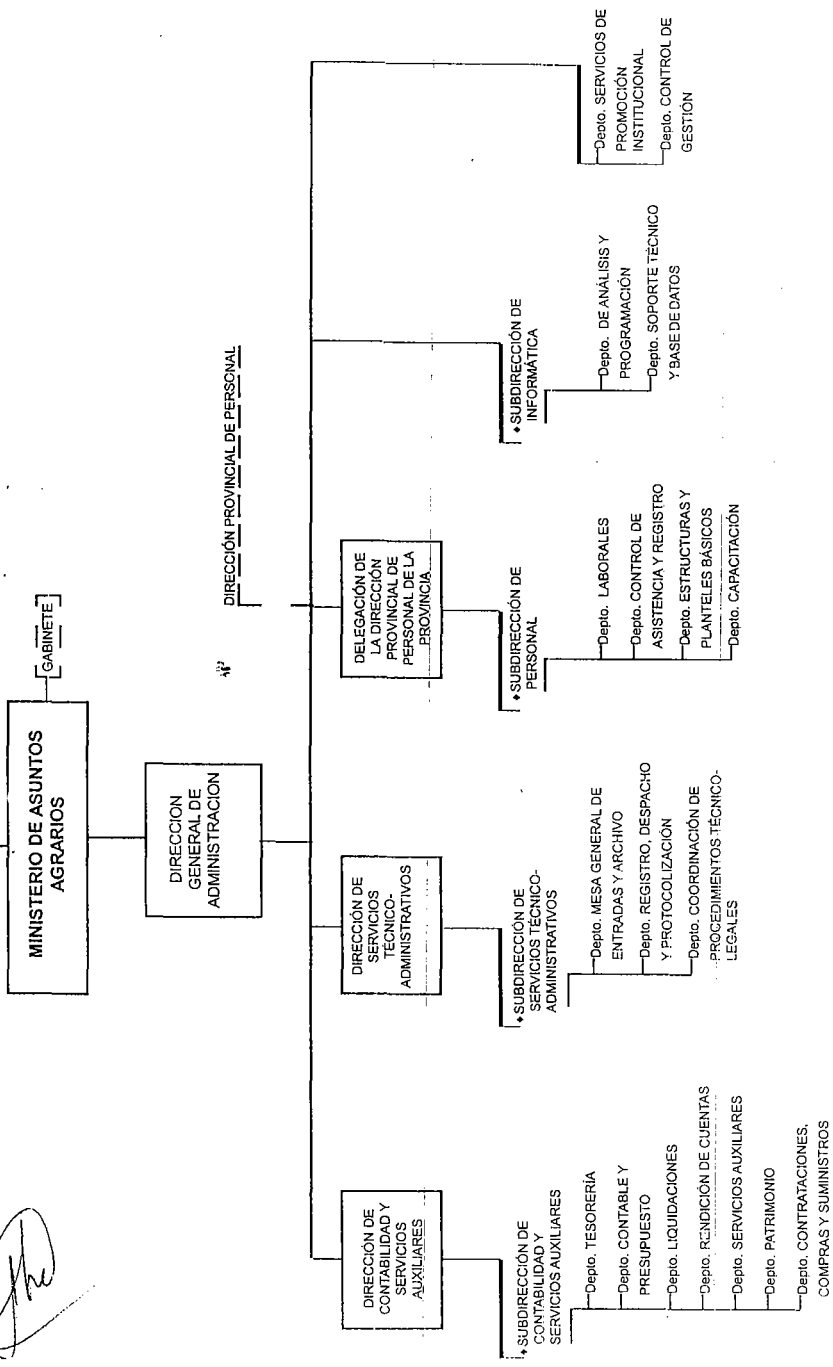 MINISTERIO DE ASUNTOS
AGRARIOS
GABINETE
DIRECCION
GENERAL DE
ADMINISTRACION
DIRECCIÓN PROVINCIAL DE PERSONAL
DIRECCIÓN DE
CONTABILIDAD Y
SERVICIOS
AUXILIARES
♦SUBDIRECCIÓN DE
CONTABILIDAD Y
SERVICIOS AUXILIARES
Depto. TESORERÍA
Depto. CONTABLE Y
PRESUPUESTO
Depto. LIQUIDACIONES
Depto. RENDICIÓN DE CUENTAS
Depto. SERVICIOS AUXILIARES
Depto. PATRIMONIO
Depto. CONTRATACIONES,
COMPRAS Y SUMINISTROS
DIRECCIÓN DE
SERVICIOS
TÉCNICO-
ADMINISTRATIVOS
♦SUBDIRECCIÓN DE
SERVICIOS TÉCNICO-
ADMINISTRATIVOS
Depto. MESA GENERAL DE
ENTRADAS Y ARCHIVO
Depto. REGISTRO, DESPACHO
Y PROTOCOLIZACIÓN
Depto. COORDINACIÓN DE
PROCEDIMIENTOS TÉCNICO-
LEGALES
DELEGACIÓN DE
LA DIRECCIÓN
PROVINCIAL DE
PERSONAL DE LA
PROVINCIA
♦SUBDIRECCIÓN DE
PERSONAL
Depto. LABORALES
Depto. CONTROL DE
ASISTENCIA Y REGISTRO
Depto. ESTRUCTURAS Y
PLANTELES BÁSICOS
Depto. CAPACITACIÓN
♦SUBDIRECCIÓN DE
INFORMÁTICA
Depto. DE ANÁLISIS Y
PROGRAMACIÓN
Depto. SOPORTE TÉCNICO
Y BASE DE DATOS
Depto. SERVICIOS DE
PROMOCIÓN
INSTITUCIONAL
Depto. CONTROL DE
GESTIÓN